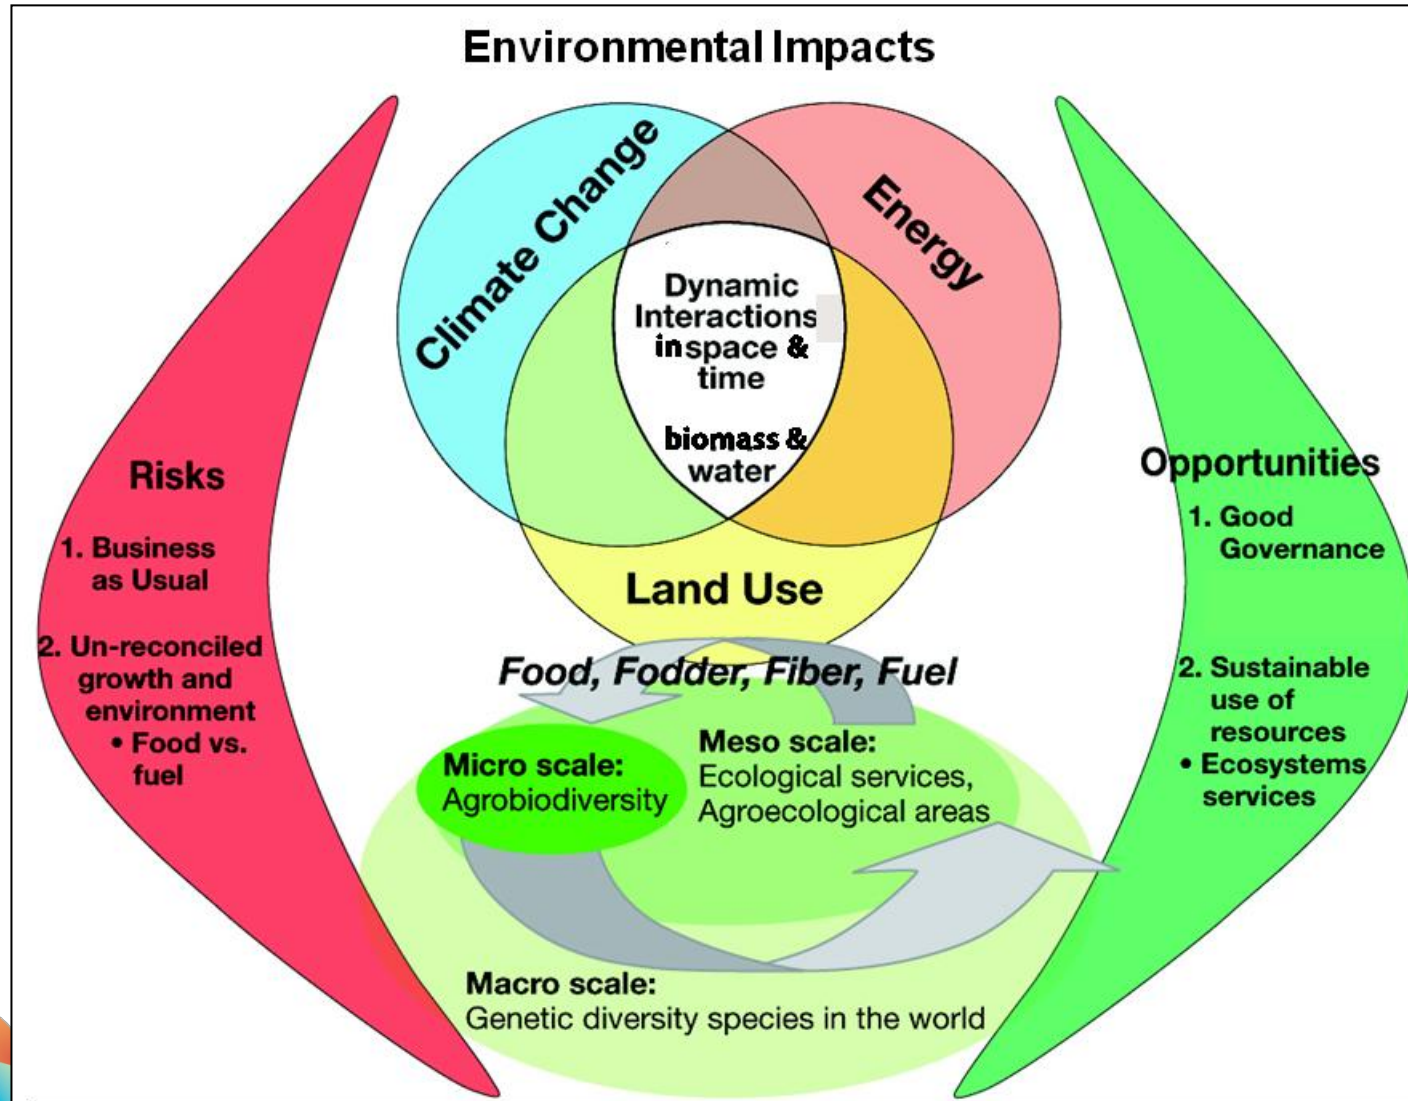 Environmental Impacts
Climate Change
Energy
Dynamic
Interactions
in space &
time
biomass &
water
Land Use
Risks
1. Business
as Usual
2. Un-reconciled
growth and
environment
• Food vs.
fuel
Opportunities
1. Good
Governance
2. Sustainable
use of
resources
• Ecosystems
services
Food, Fodder, Fiber, Fuel
Micro scale:
Agrobiodiversity
Meso scale:
Ecological services,
Agroecological areas
Macro scale:
Genetic diversity species in the world